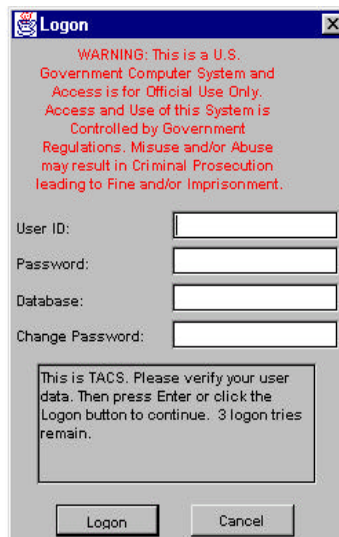 Logon
WARNING: This is a U.S.
Government Computer System and
Access is for Official Use Only.
Access and Use of this System is
Controlled by Government
Regulations. Misuse and/or Abuse
may result in Criminal Prosecution
leading to Fine and/or Imprisonment.
User ID:
Password:
Database:
Change Password:
This is TACS. Please verify your user
data. Then press Enter or click the
Logon button to continue. 3 logon tries
remain.
Logon
Cancel